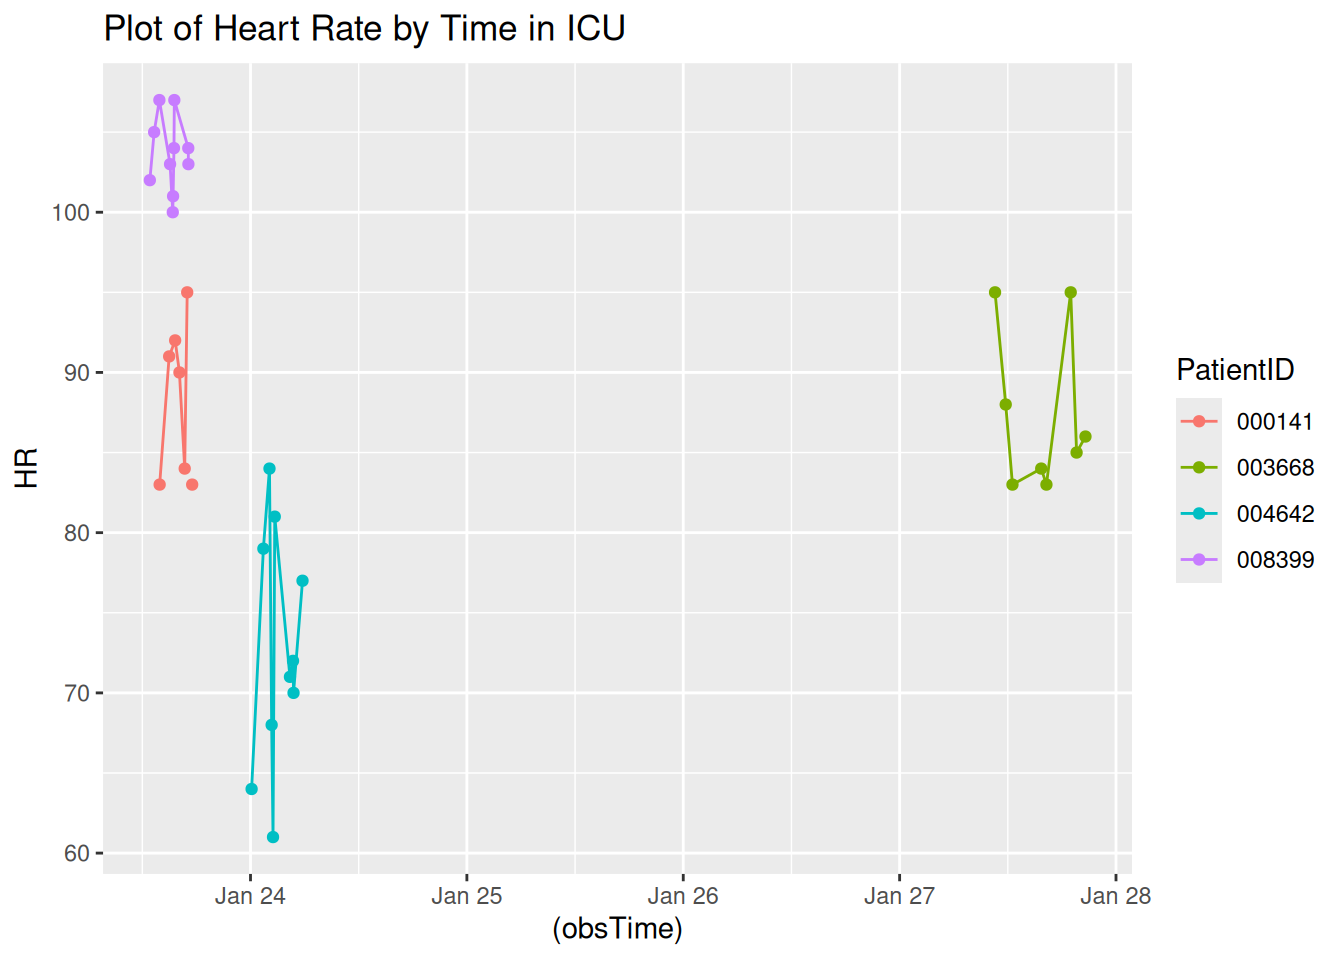 Plot of Heart Rate by Time in ICU
HR
100
90
80
70
60
Jan 24
Jan 25
Jan 26
Jan 27
Jan 28
(obsTime)
PatientID
000141
003668
004642
008399